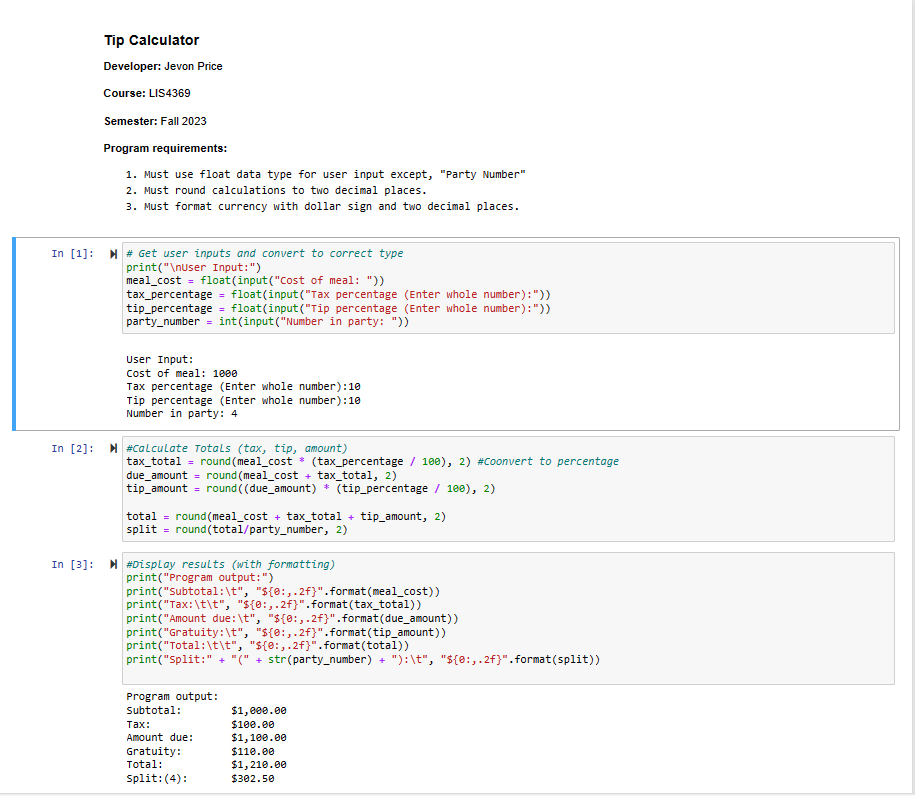 Tip Calculator
Developer: Jevon Price
Course: LIS4369
Semester: Fall 2023
Program requirements:
1. Must use float data type for user input except, "Party Number"
2. Must round calculations to two decimal places.
3. Must format currency with dollar sign and two decimal places.
In [1]:
# Get user inputs and convert to correct type
print("\nUser Input:")
meal_cost = float(input("Cost of meal: "))
tax_percentage = float(input("Tax percentage (Enter whole number):"))
tip_percentage = float(input("Tip percentage (Enter whole number):"))
party_number = int(input("Number in party: "))
User Input:
Cost of meal: 1000
Tax percentage (Enter whole number):10
Tip percentage (Enter whole number):10
Number in party: 4
In [2]:
#Calculate Totals (tax, tip, amount)
tax_total = round(meal_cost * (tax_percentage / 100), 2) #Coonvert to percentage
due_amount = round(meal_cost + tax_total, 2)
tip_amount = round((due_amount) * (tip_percentage / 100), 2)
total = round(meal_cost + tax_total + tip_amount, 2)
split = round(total/party_number, 2)
In [3]:
#Display results (with formatting)
print("Program output:")
print("Subtotal:\t", "${0:,.2f}".format(meal_cost))
print("Tax:\t\t", "${0:,.2f}".format(tax_total))
print("Amount due:\t", "${0:,.2f}".format(due_amount))
print("Gratuity:\t", "${0:,.2f}".format(tip_amount))
print("Total:\t\t", "${0:,.2f}".format(total))
print("Split:" + "(" + str(party_number) + "):\t", "${0:,.2f}".format(split))
Program output:
Subtotal: $1,000.00
Tax: $100.00
Amount due: $1,100.00
Gratuity: $110.00
Total: $1,210.00
Split:(4): $302.50